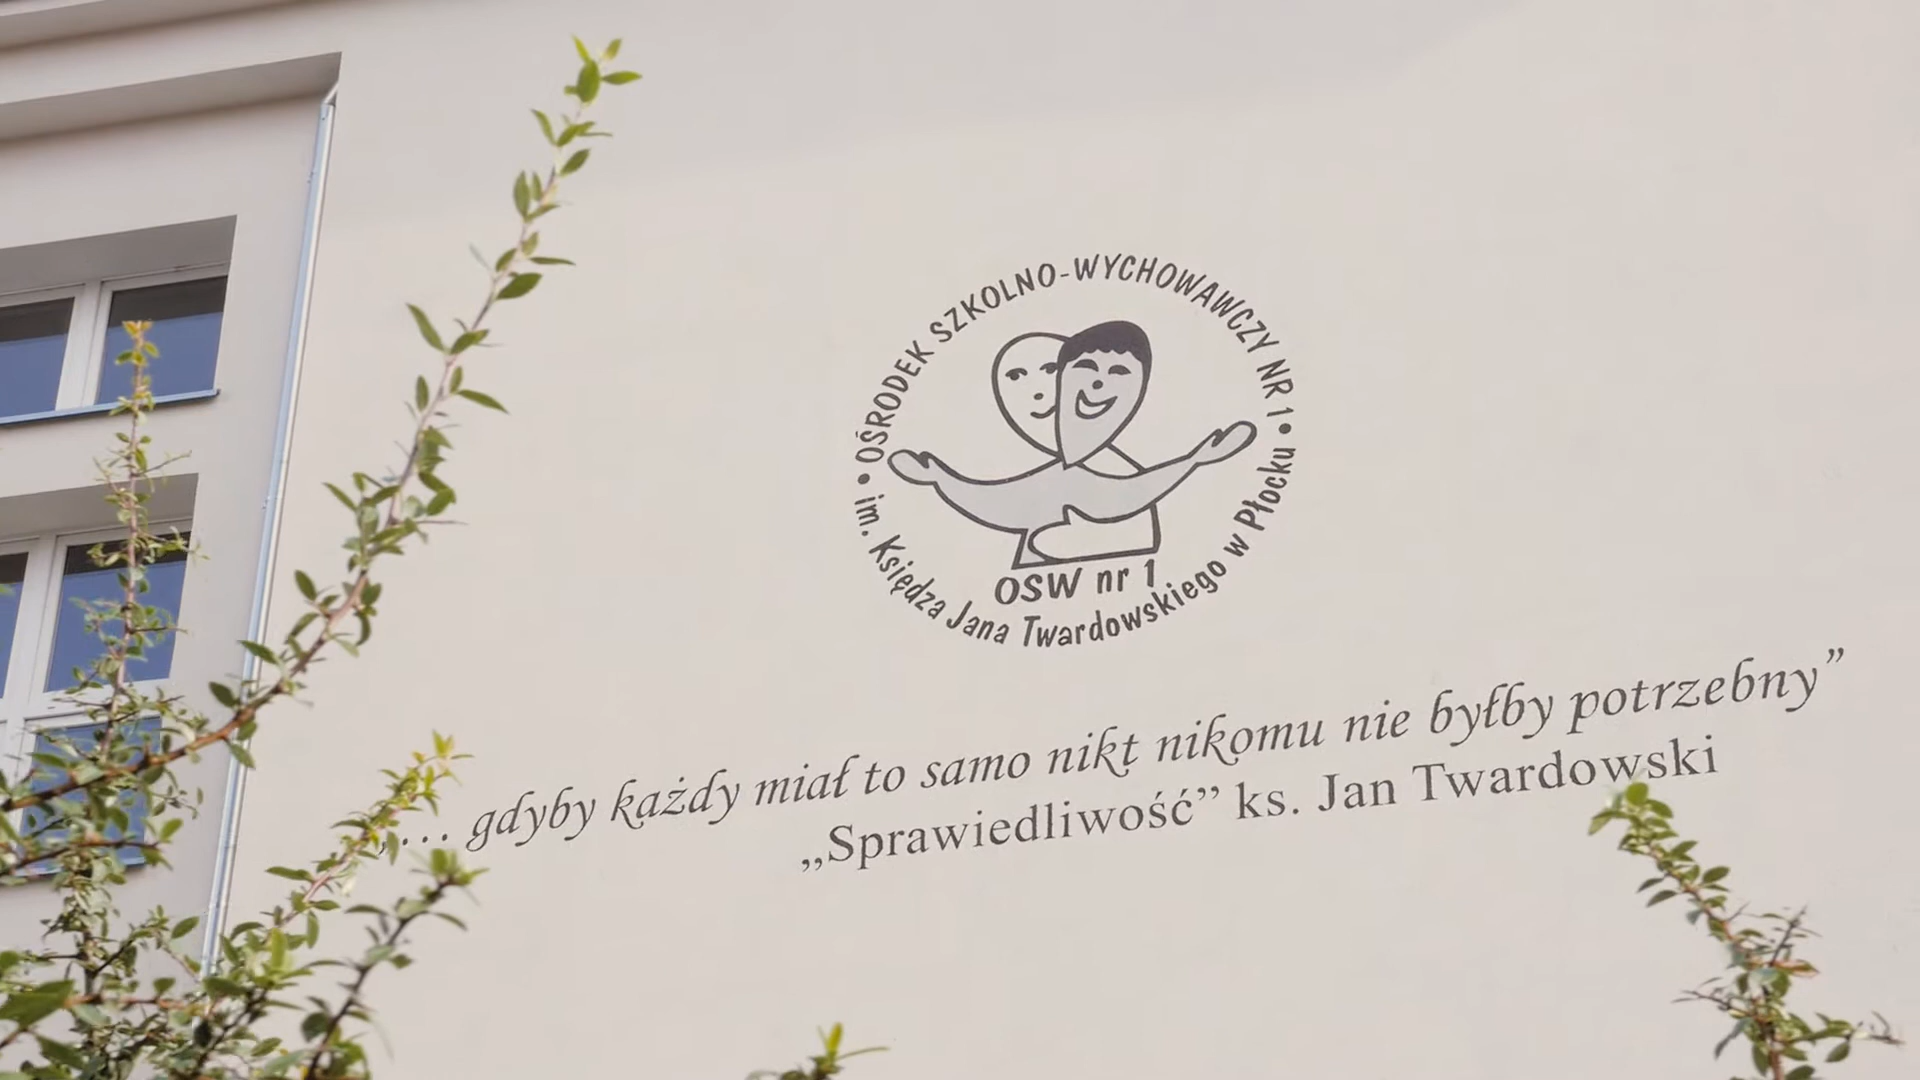 • OŚRODEK SZKOLNO-WYCHOWAWCZY NR 1 •
im. Księdza Jana Twardowskiego w Płocku
OSW nr 1
„… gdyby każdy miał to samo nikt nikomu nie byłby potrzebny”
„Sprawiedliwość” ks. Jan Twardowski